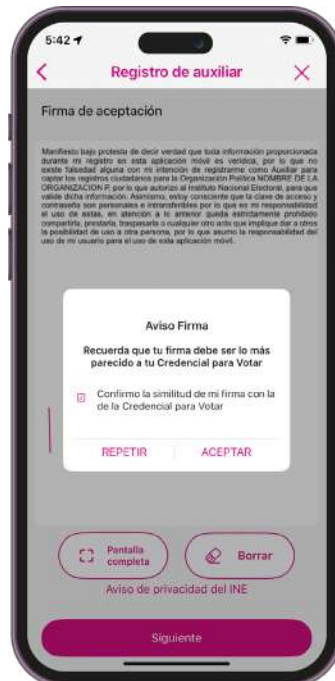 5:42
Registro de auxiliar
Firma de aceptación
Manifiesto bajo protesta de decir verdad que toda información proporcionada
durante mi registro en esta aplicación móvil es verídica, por lo que no
existe falsedad alguna con mi intención de registrarme como Auxiliar para
captar los registros ciudadanos para la Organización Política NOMBRE DE LA
ORGANIZACION P, por lo que autorizo al Instituto Nacional Electoral, para que
valide dicha información. Asimismo, estoy consciente que la clave de acceso y
contraseña son personales e intransferibles por lo que es mi responsabilidad
el uso de estas, en atención a lo anterior queda estrictamente prohibido
compartirla, prestarla, traspasarla o cualquier otro acto que implique dar a otros
la posibilidad de uso a otra persona, por lo que asumo la responsabilidad del
uso de mi usuario para el uso de esta aplicación móvil.
Aviso Firma
Recuerda que tu firma debe ser lo más
parecido a tu Credencial para Votar
Confirmo la similitud de mi firma con la
de la Credencial para Votar
REPETIR ACEPTAR
Pantalla
completa
Borrar
Aviso de privacidad del INE
Siguiente